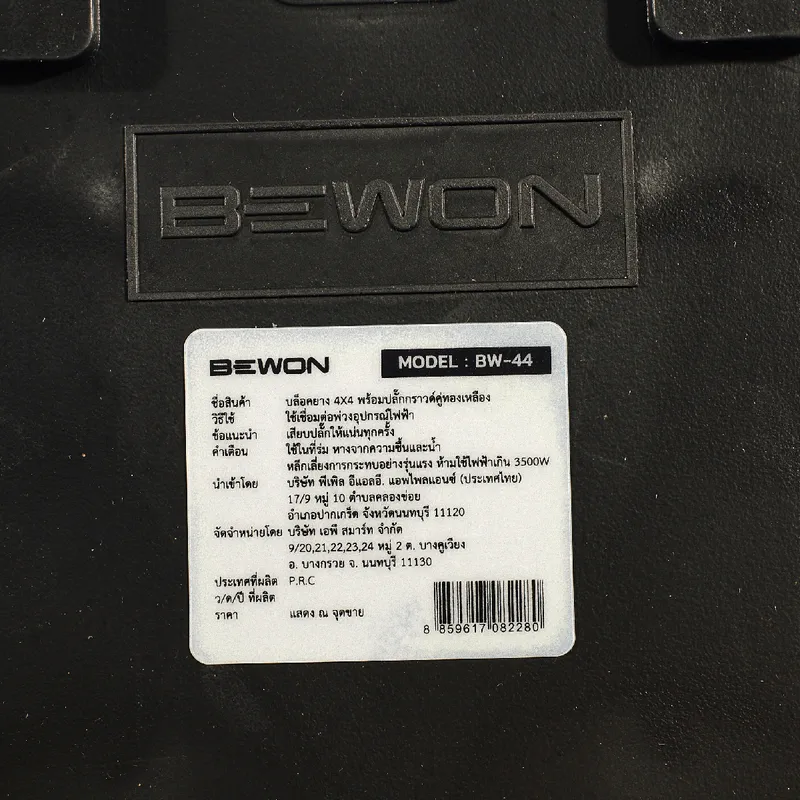 BEWON
BEWON MODEL : BW-44
ชื่อสินค้า บล็อคยาง 4X4 พร้อมปลั๊กกราวด์คู่ทองเหลือง
วิธีใช้ ใช้เชื่อมต่อพ่วงอุปกรณ์ไฟฟ้า
ข้อแนะนำ เสียบปลั๊กให้แน่นทุกครั้ง
คำเตือน ใช้ในที่ร่ม หางจากความชื้นและน้ำ
หลีกเลี่ยงการกระทบอย่างรุ่นแรง ห้ามใช้ไฟฟ้าเกิน 3500W
นำเข้าโดย บริษัท พีเพิล อีแอลอี. แอพไพลแอนซ์ (ประเทศไทย)
17/9 หมู่ 10 ตำบลคลองข่อย
อำเภอปากเกร็ด จังหวัดนนทบุรี 11120
จัดจำหน่ายโดย บริษัท เอพี สมาร์ท จำกัด
9/20,21,22,23,24 หมู่ 2 ต. บางคูเวียง
อ. บางกรวย จ. นนทบุรี 11130
ประเทศที่ผลิต P.R.C
ว/ด/ปี ที่ผลิต
ราคา แสดง ณ จุดขาย
8 859617 082280